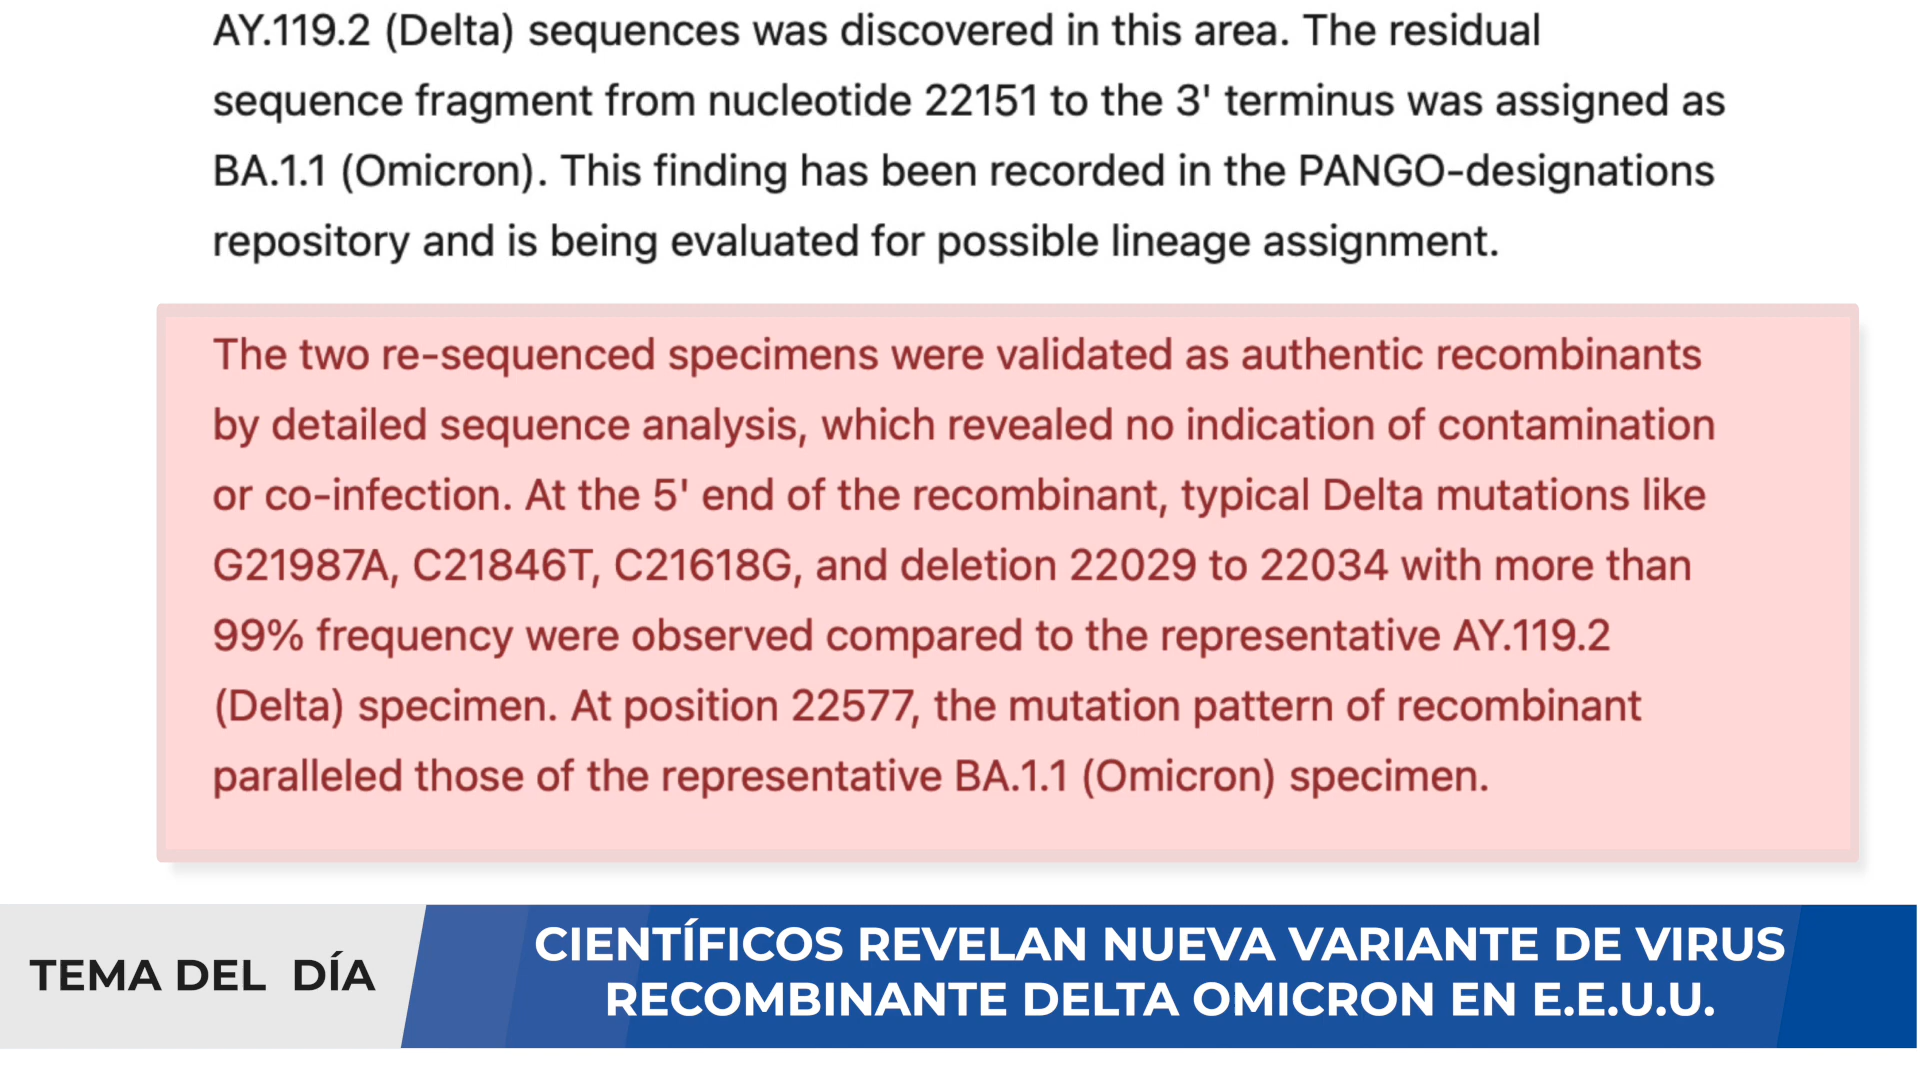 AY.119.2 (Delta) sequences was discovered in this area. The residual
sequence fragment from nucleotide 22151 to the 3' terminus was assigned as
BA.1.1 (Omicron). This finding has been recorded in the PANGO-designations
repository and is being evaluated for possible lineage assignment.
The two re-sequenced specimens were validated as authentic recombinants
by detailed sequence analysis, which revealed no indication of contamination
or co-infection. At the 5' end of the recombinant, typical Delta mutations like
G21987A, C21846T, C21618G, and deletion 22029 to 22034 with more than
99% frequency were observed compared to the representative AY.119.2
(Delta) specimen. At position 22577, the mutation pattern of recombinant
paralleled those of the representative BA.1.1 (Omicron) specimen.
TEMA DEL DÍA
CIENTÍFICOS REVELAN NUEVA VARIANTE DE VIRUS
RECOMBINANTE DELTA OMICRON EN E.E.U.U.